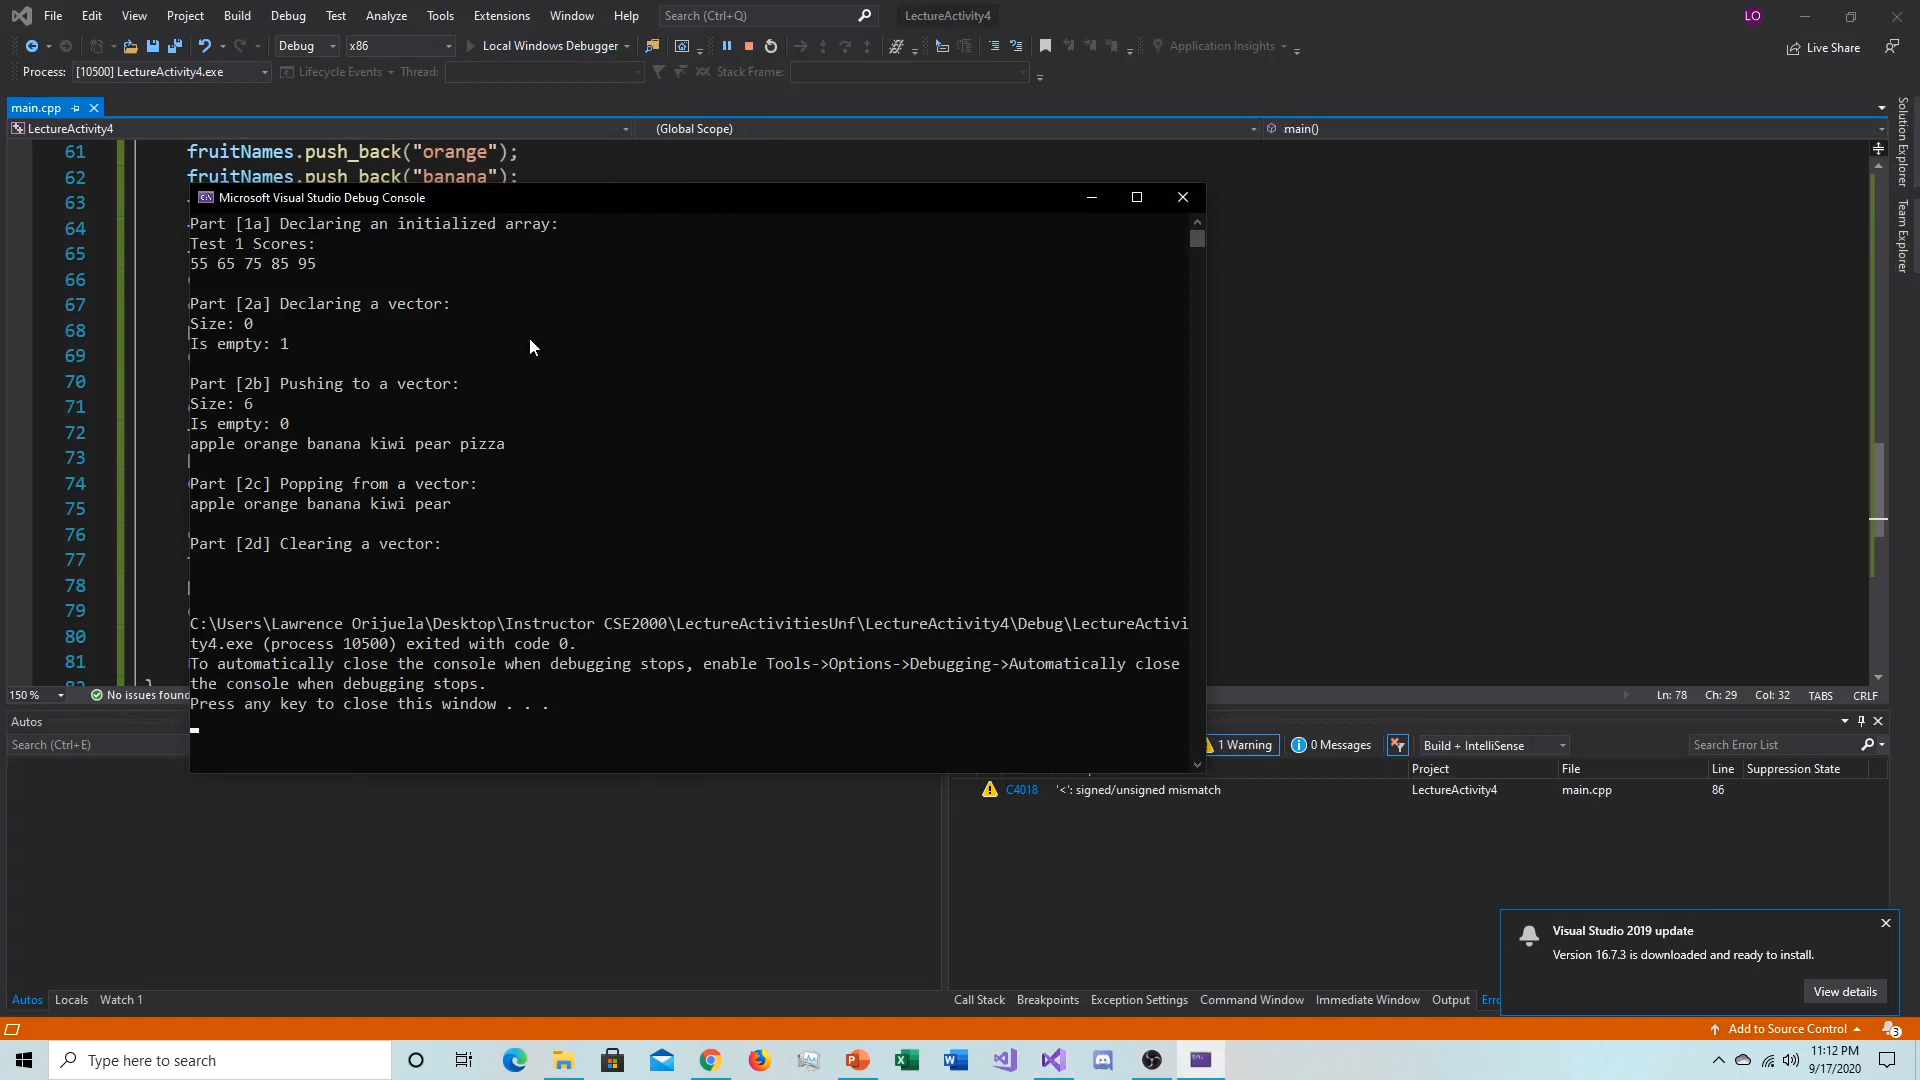 File Edit View Project Build Debug Test Analyze Tools Extensions Window Help Search (Ctrl+Q) LectureActivity4 LO
Debug x86 Local Windows Debugger Application Insights Live Share
Process: [10500] LectureActivity4.exe Lifecycle Events Thread: Stack Frame:
main.cpp
LectureActivity4 (Global Scope) main()
61 fruitNames.push_back("orange");
62 fruitNames.push_back("banana");
63
64
65
66
67
68
69
70
71
72
73
74
75
76
77
78
79
80
81
Microsoft Visual Studio Debug Console
Part [1a] Declaring an initialized array:
Test 1 Scores:
55 65 75 85 95
Part [2a] Declaring a vector:
Size: 0
Is empty: 1
Part [2b] Pushing to a vector:
Size: 6
Is empty: 0
apple orange banana kiwi pear pizza
Part [2c] Popping from a vector:
apple orange banana kiwi pear
Part [2d] Clearing a vector:
C:\Users\Lawrence Orijuela\Desktop\Instructor CSE2000\LectureActivitiesUnf\LectureActivity4\Debug\LectureActivi
ty4.exe (process 10500) exited with code 0.
To automatically close the console when debugging stops, enable Tools->Options->Debugging->Automatically close
the console when debugging stops.
Press any key to close this window . . .
Solution Explorer
Team Explorer
150 % No issues found Ln: 78 Ch: 29 Col: 32 TABS CRLF
Autos
Search (Ctrl+E)
1 Warning 0 Messages Build + IntelliSense Search Error List
Project File Line Suppression State
C4018 '<': signed/unsigned mismatch LectureActivity4 main.cpp 86
Visual Studio 2019 update
Version 16.7.3 is downloaded and ready to install.
View details
Autos Locals Watch 1
Call Stack Breakpoints Exception Settings Command Window Immediate Window Output
Add to Source Control 3
Type here to search
11:12 PM
9/17/2020